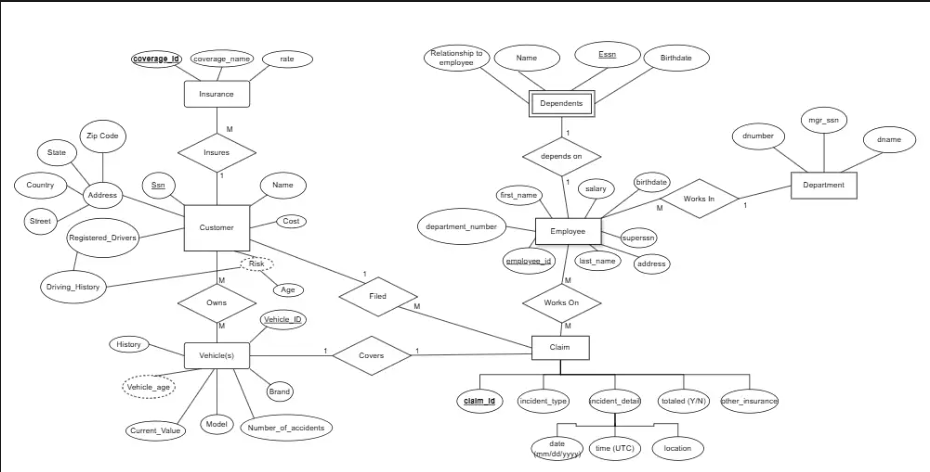 coverage_id
coverage_name
rate
Insurance
M
Insures
1
Zip Code
State
Country
Address
Street
Ssn
Name
Cost
Customer
Registered_Drivers
Driving_History
Risk
Age
M
Owns
M
1
Filed
M
Vehicle_ID
History
Vehicle(s)
1
Covers
1
Vehicle_age
Brand
Current_Value
Model
Number_of_accidents
Relationship to
employee
Name
Essn
Birthdate
Dependents
1
depends on
1
first_name
salary
birthdate
department_number
Employee
superssn
employee_id
last_name
address
M
Works In
1
dnumber
mgr_ssn
dname
Department
M
Works On
M
Claim
claim_id
incident_type
incident_detail
totaled (Y/N)
other_insurance
date
(mm/dd/yyyy)
time (UTC)
location